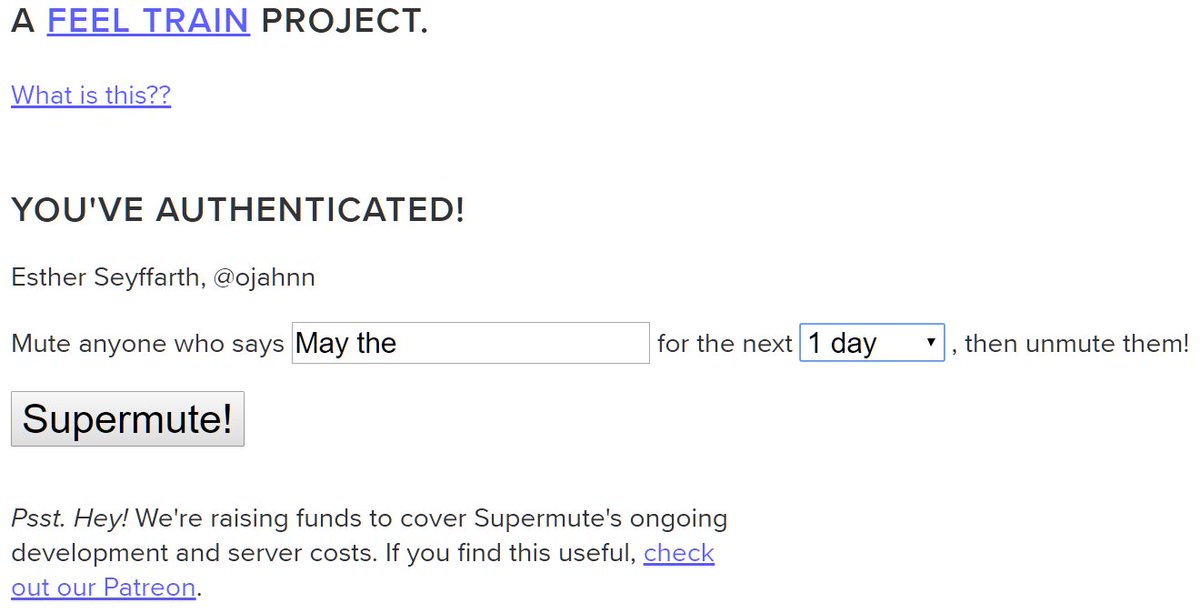 A FEEL TRAIN PROJECT.
What is this??
YOU'VE AUTHENTICATED!
Esther Seyffarth, @ojahnn
Mute anyone who says May the for the next 1 day , then unmute them!
Supermute!
Psst. Hey! We're raising funds to cover Supermute's ongoing
development and server costs. If you find this useful, check
out our Patreon.